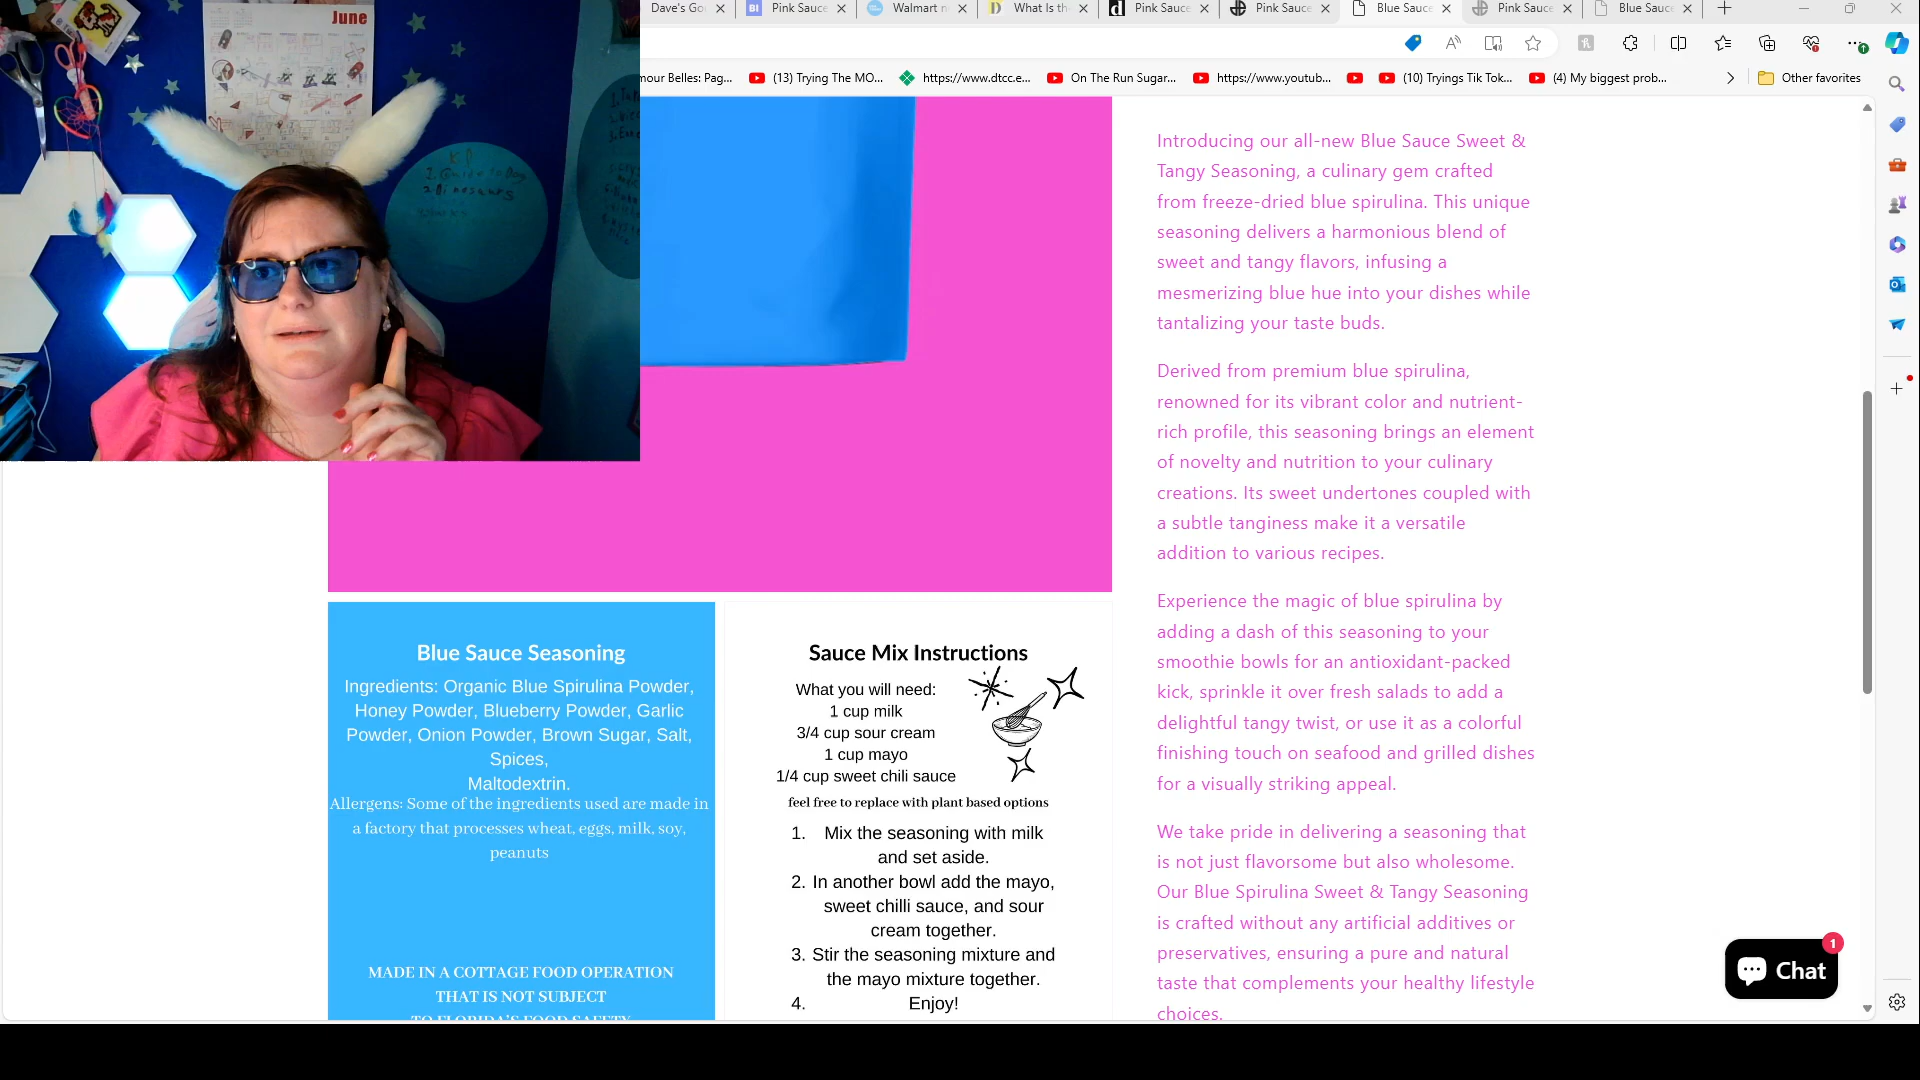 June
Dave's Go
Pink Sauce
Walmart n
What Is th
Pink Sauc
Pink Sauc
Blue Sauce
Pink Sauc
Blue Sauc
mour Belles: Pag...
(13) Trying The MO...
https://www.dtcc.e...
On The Run Sugar...
https://www.youtub...
(10) Tryings Tik Tok...
(4) My biggest prob...
Other favorites
Introducing our all-new Blue Sauce Sweet &
Tangy Seasoning, a culinary gem crafted
from freeze-dried blue spirulina. This unique
seasoning delivers a harmonious blend of
sweet and tangy flavors, infusing a
mesmerizing blue hue into your dishes while
tantalizing your taste buds.
Derived from premium blue spirulina,
renowned for its vibrant color and nutrient-
rich profile, this seasoning brings an element
of novelty and nutrition to your culinary
creations. Its sweet undertones coupled with
a subtle tanginess make it a versatile
addition to various recipes.
Experience the magic of blue spirulina by
adding a dash of this seasoning to your
smoothie bowls for an antioxidant-packed
kick, sprinkle it over fresh salads to add a
delightful tangy twist, or use it as a colorful
finishing touch on seafood and grilled dishes
for a visually striking appeal.
We take pride in delivering a seasoning that
is not just flavorsome but also wholesome.
Our Blue Spirulina Sweet & Tangy Seasoning
is crafted without any artificial additives or
preservatives, ensuring a pure and natural
taste that complements your healthy lifestyle
choices.
Blue Sauce Seasoning
Ingredients: Organic Blue Spirulina Powder,
Honey Powder, Blueberry Powder, Garlic
Powder, Onion Powder, Brown Sugar, Salt,
Spices,
Maltodextrin.
Allergens: Some of the ingredients used are made in
a factory that processes wheat, eggs, milk, soy,
peanuts
MADE IN A COTTAGE FOOD OPERATION
THAT IS NOT SUBJECT
TO FLORIDA'S FOOD SAFETY
Sauce Mix Instructions
What you will need:
1 cup milk
3/4 cup sour cream
1 cup mayo
1/4 cup sweet chili sauce
feel free to replace with plant based options
1. Mix the seasoning with milk
and set aside.
2. In another bowl add the mayo,
sweet chilli sauce, and sour
cream together.
3. Stir the seasoning mixture and
the mayo mixture together.
4. Enjoy!
Chat
1